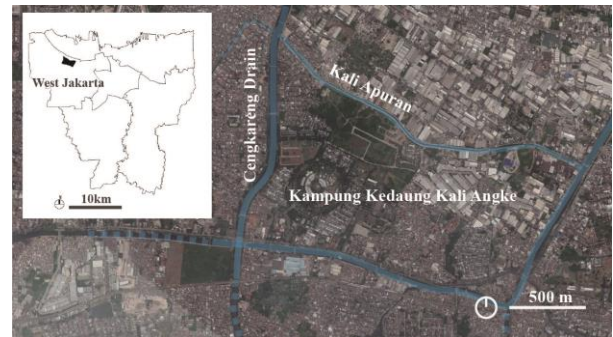 West Jakarta
10km
Cengkareng Drain
Kali Apuran
Kampung Kedaung Kali Angke
500 m